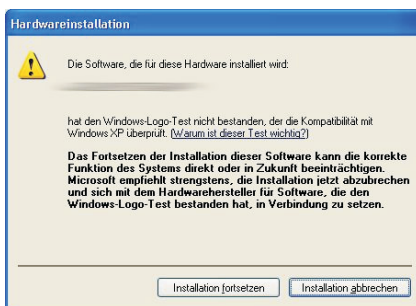 Hardwareinstallation
Die Software, die für diese Hardware installiert wird:
hat den Windows-Logo-Test nicht bestanden, der die Kompatibilität mit
Windows XP überprüft. (Warum ist dieser Test wichtig?)
Das Fortsetzen der Installation dieser Software kann die korrekte
Funktion des Systems direkt oder in Zukunft beeinträchtigen.
Microsoft empfiehlt strengstens, die Installation jetzt abzubrechen
und sich mit dem Hardwarehersteller für Software, die den
Windows-Logo-Test bestanden hat, in Verbindung zu setzen.
Installation fortsetzen
Installation abbrechen